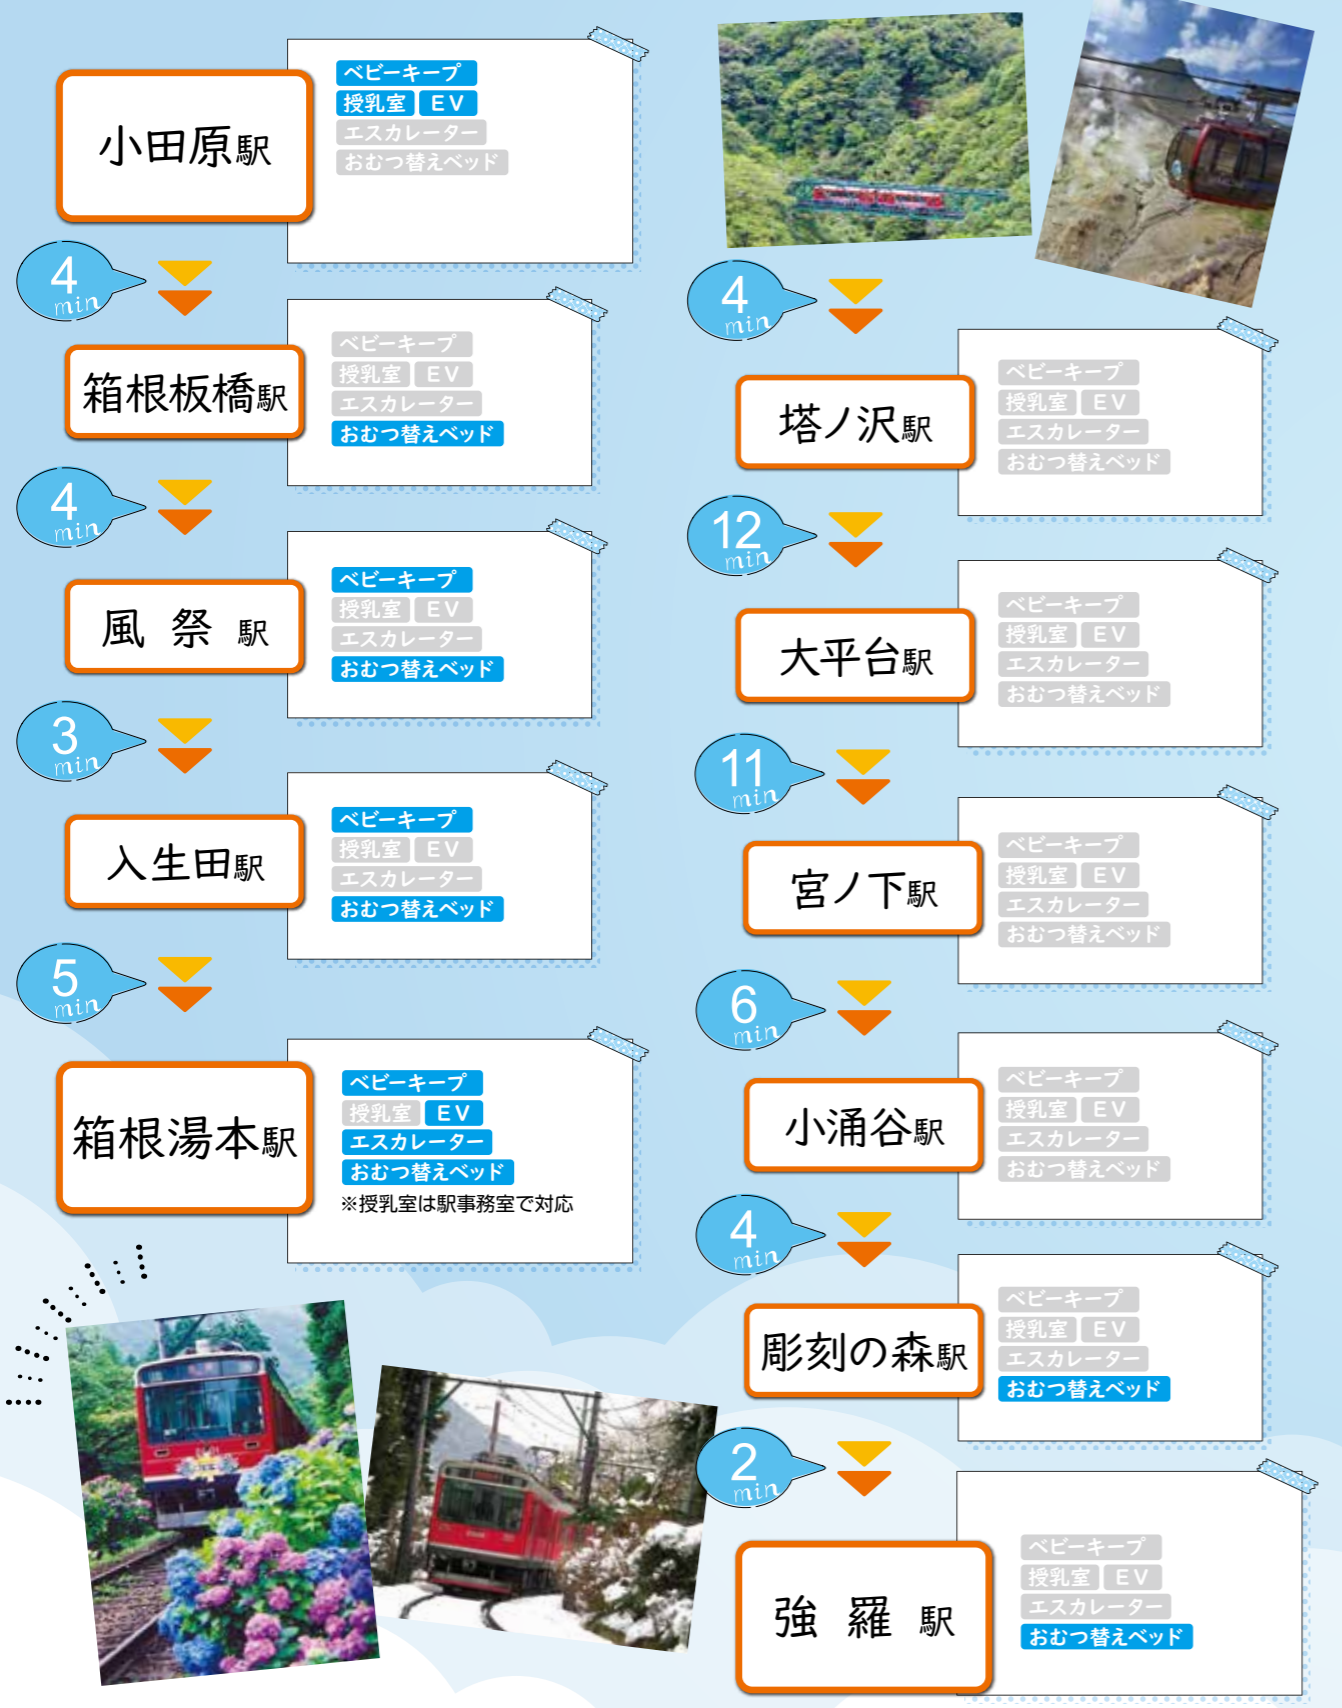 小田原駅
ベビーキープ
授乳室 EV
エスカレーター
おむつ替えベッド
4
min
箱根板橋駅
ベビーキープ
授乳室 EV
エスカレーター
おむつ替えベッド
4
min
風祭駅
ベビーキープ
授乳室 EV
エスカレーター
おむつ替えベッド
3
min
入生田駅
ベビーキープ
授乳室 EV
エスカレーター
おむつ替えベッド
5
min
箱根湯本駅
ベビーキープ
授乳室 EV
エスカレーター
おむつ替えベッド
※授乳室は駅事務室で対応
4
min
塔ノ沢駅
ベビーキープ
授乳室 EV
エスカレーター
おむつ替えベッド
12
min
大平台駅
ベビーキープ
授乳室 EV
エスカレーター
おむつ替えベッド
11
min
宮ノ下駅
ベビーキープ
授乳室 EV
エスカレーター
おむつ替えベッド
6
min
小涌谷駅
ベビーキープ
授乳室 EV
エスカレーター
おむつ替えベッド
4
min
彫刻の森駅
ベビーキープ
授乳室 EV
エスカレーター
おむつ替えベッド
2
min
強羅駅
ベビーキープ
授乳室 EV
エスカレーター
おむつ替えベッド